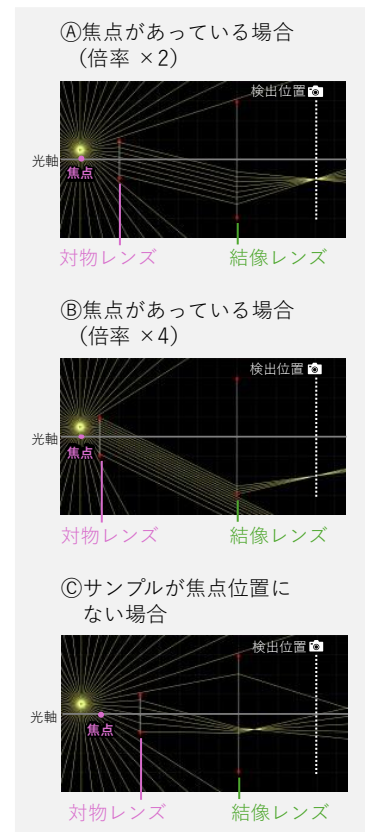 Ⓐ焦点があっている場合
（倍率 ×2）
検出位置
光軸
焦点
対物レンズ
結像レンズ
Ⓑ焦点があっている場合
（倍率 ×4）
検出位置
光軸
焦点
対物レンズ
結像レンズ
Ⓒサンプルが焦点位置に
ない場合
検出位置
光軸
焦点
対物レンズ
結像レンズ